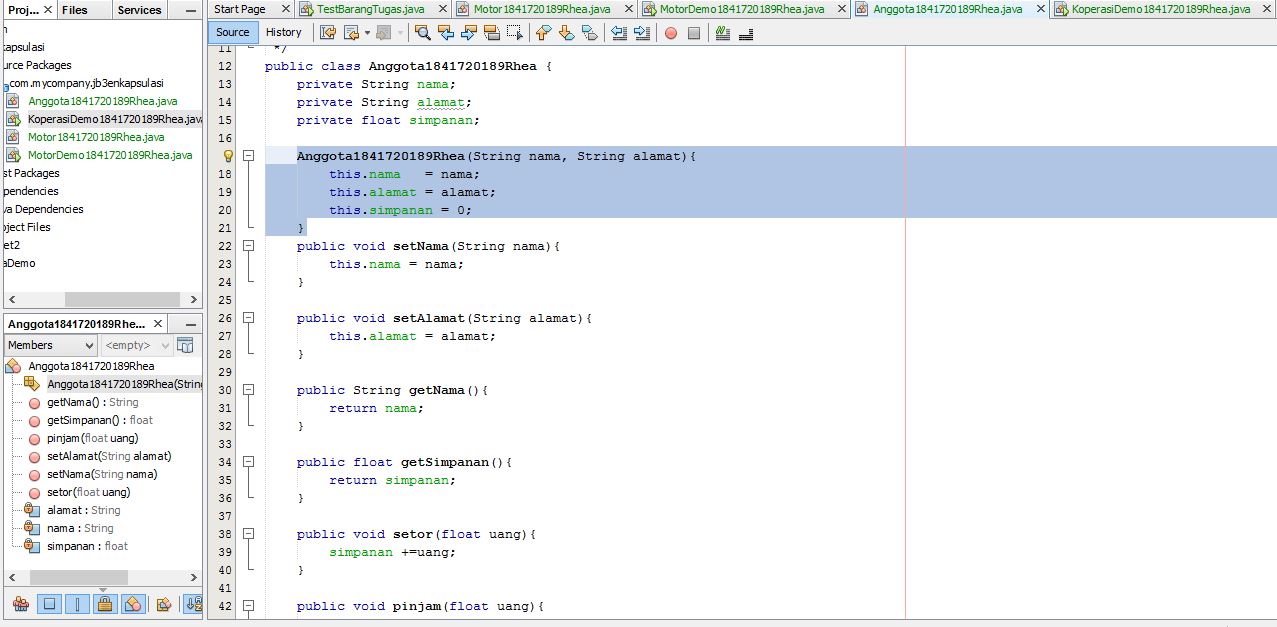 Proj...
Files
Services
Start Page
TestBarangTugas.java
Motor1841720189Rhea.java
MotorDemo1841720189Rhea.java
Anggota1841720189Rhea.java
KoperasiDemo1841720189Rhea.java
Source
History
kapsulasi
urce Packages
com.mycompany.jb3enkapsulasi
Anggota1841720189Rhea.java
KoperasiDemo1841720189Rhea.java
Motor1841720189Rhea.java
MotorDemo1841720189Rhea.java
st Packages
pendencies
va Dependencies
oject Files
et2
aDemo
Anggota1841720189Rhe...
Members
<empty>
Anggota1841720189Rhea
Anggota1841720189Rhea(String
getNama() : String
getSimpanan() : float
pinjam(float uang)
setAlamat(String alamat)
setNama(String nama)
setor(float uang)
alamat : String
nama : String
simpanan : float
11 */
12 public class Anggota1841720189Rhea {
13 private String nama;
14 private String alamat;
15 private float simpanan;
16
Anggota1841720189Rhea(String nama, String alamat){
18 this.nama = nama;
19 this.alamat = alamat;
20 this.simpanan = 0;
21 }
22 public void setNama(String nama){
23 this.nama = nama;
24 }
25
26 public void setAlamat(String alamat){
27 this.alamat = alamat;
28 }
29
30 public String getNama(){
31 return nama;
32 }
33
34 public float getSimpanan(){
35 return simpanan;
36 }
37
38 public void setor(float uang){
39 simpanan +=uang;
40 }
41
42 public void pinjam(float uang){